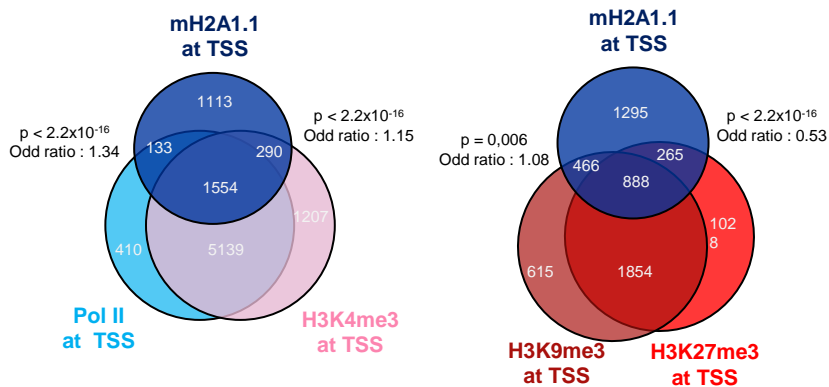 mH2A1.1
at TSS
1113
p < 2.2x10-16
Odd ratio : 1.34
p < 2.2x10-16
Odd ratio : 1.15
133
290
1554
1207
410
5139
Pol II
at TSS
H3K4me3
at TSS
mH2A1.1
at TSS
1295
p = 0,006
Odd ratio : 1.08
p < 2.2x10-16
Odd ratio : 0.53
466
265
888
102
8
615
1854
H3K9me3
at TSS
H3K27me3
at TSS